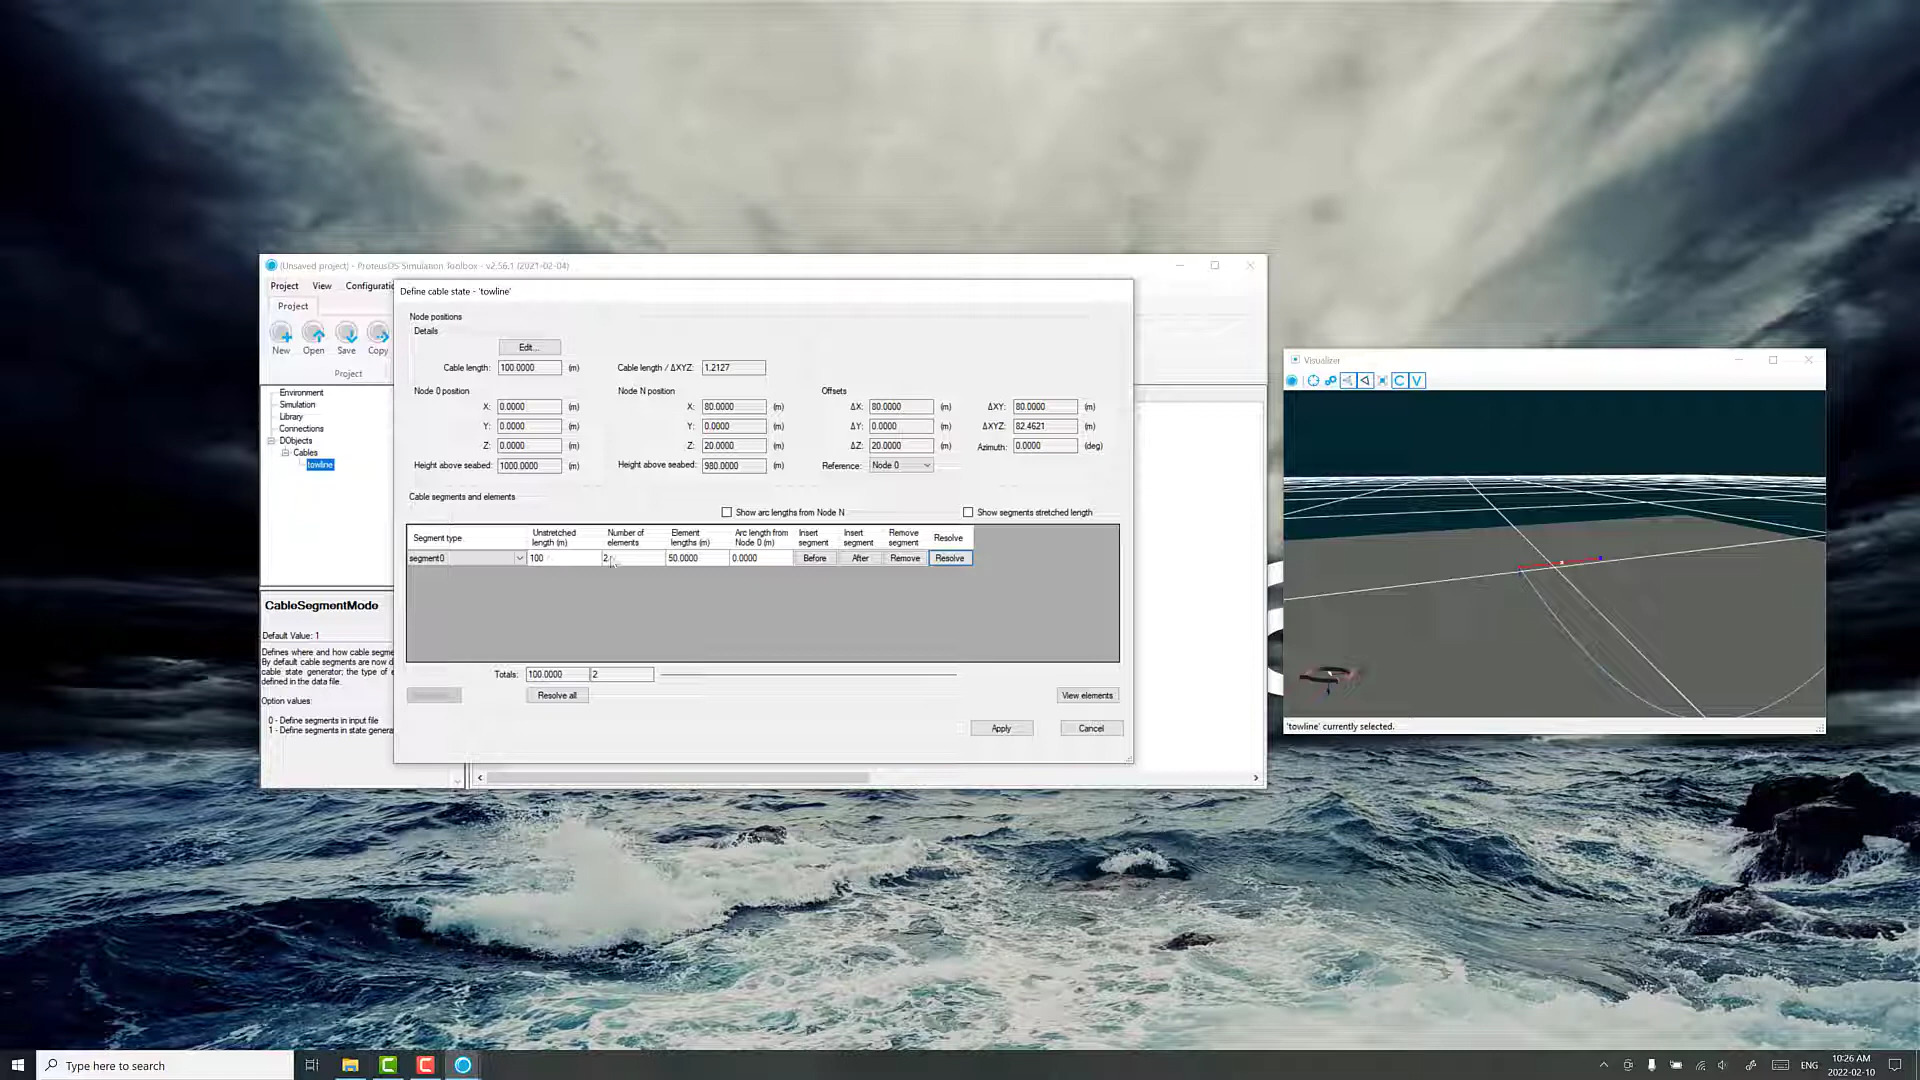 (Unsaved project) - ProteusDS Simulation Toolbox - v2.56.1 (2021-02-04)
Project View Configuratio
Project
New Open Save Copy
Project
Environment
Simulation
Library
Connections
DObjects
Cables
towline
CableSegmentMode
Default Value: 1
Defines where and how cable segme
By default cable segments are now d
cable state generator; the type of e
defined in the data file.
Option values:
0 - Define segments in input file
1 - Define segments in state genera
Define cable state - 'towline'
Node positions
Details
Edit...
Cable length: 100.0000 (m) Cable length / ΔXYZ: 1.2127
Node 0 position Node N position Offsets
X: 0.0000 (m) X: 80.0000 (m) ΔX: 80.0000 (m) ΔXY: 80.0000 (m)
Y: 0.0000 (m) Y: 0.0000 (m) ΔY: 0.0000 (m) ΔXYZ: 82.4621 (m)
Z: 0.0000 (m) Z: 20.0000 (m) ΔZ: 20.0000 (m) Azimuth: 0.0000 (deg)
Height above seabed: 1000.0000 (m) Height above seabed: 980.0000 (m) Reference: Node 0
Cable segments and elements
Show arc lengths from Node N Show segments stretched length
Segment type Unstretched length (m) Number of elements Element lengths (m) Arc length from Node 0 (m) Insert segment Insert segment Remove segment Resolve
segment0 100 2 50.0000 0.0000 Before After Remove Resolve
Totals: 100.0000 2
Resolve all View elements
Apply Cancel
Visualizer
C V
'towline' currently selected.
Type here to search
ENG
10:26 AM
2022-02-10